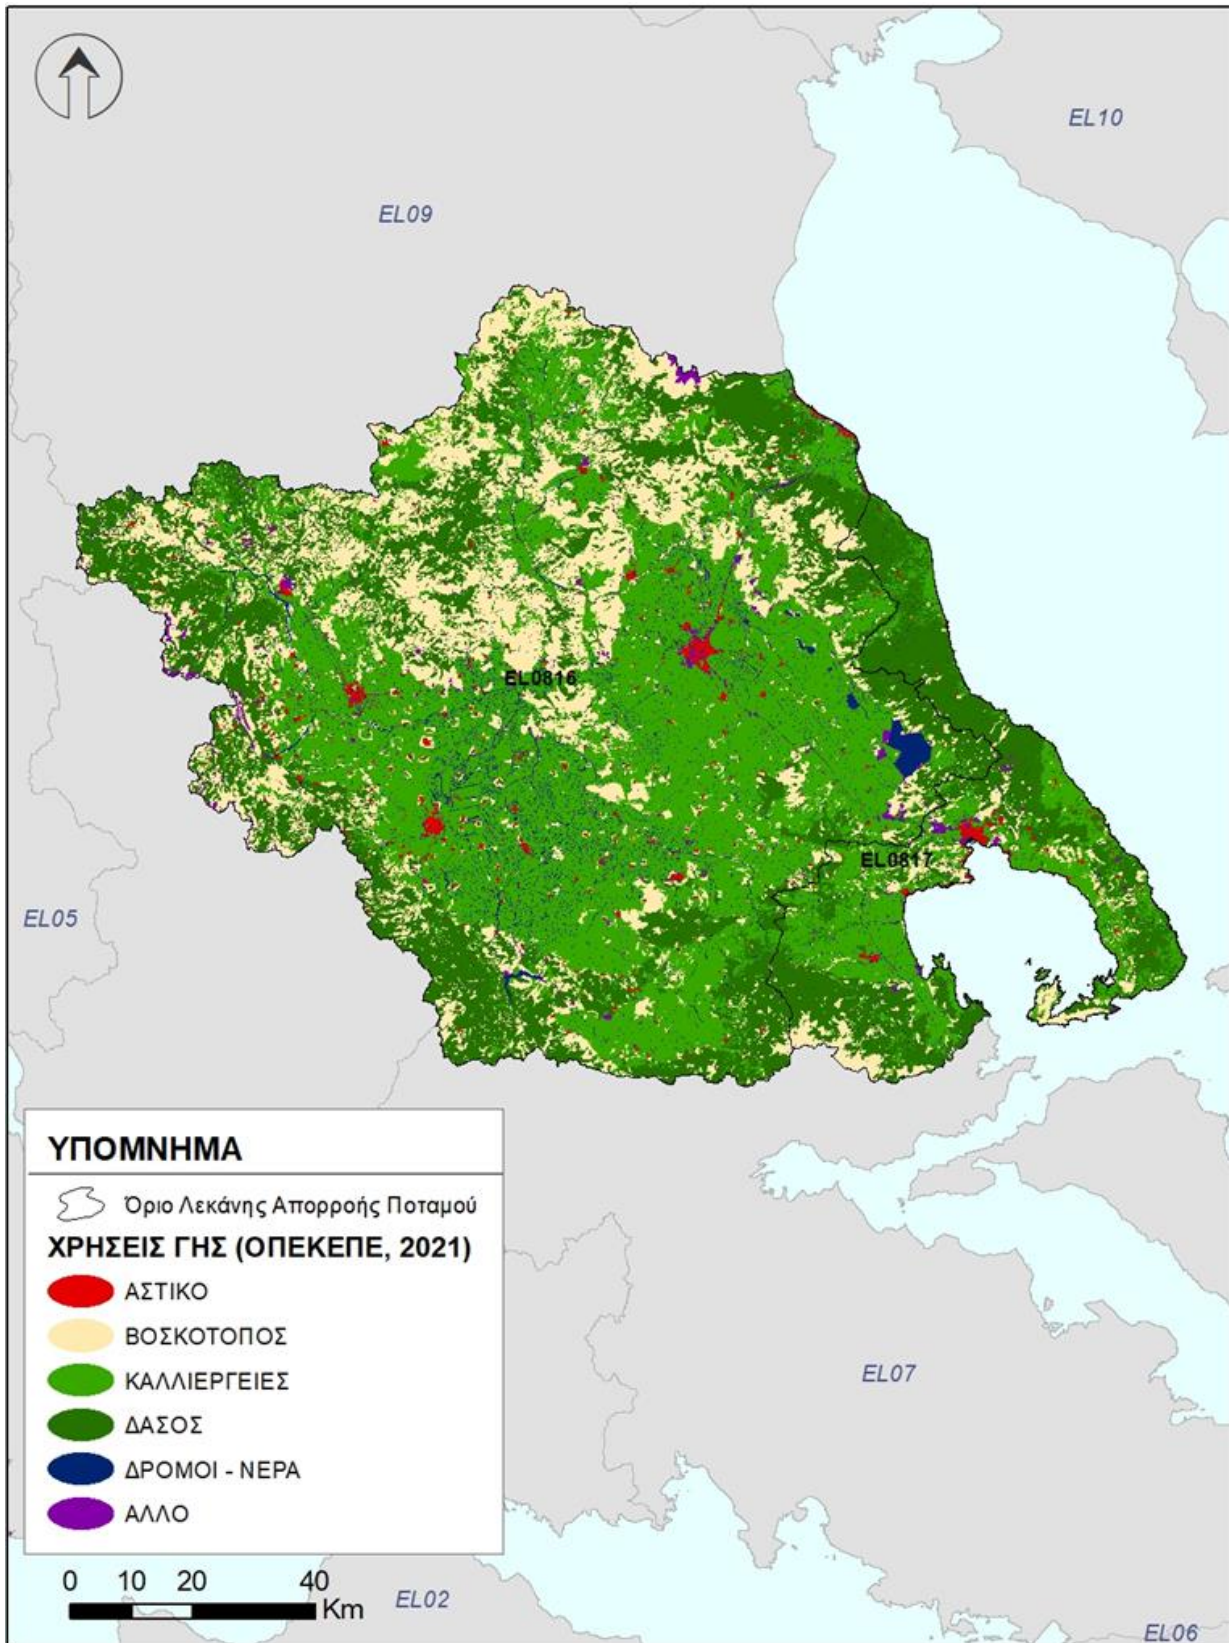 EL10
EL09
EL0816
EL0817
EL05
ΥΠΟΜΝΗΜΑ
Όριο Λεκάνης Απορροής Ποταμού
ΧΡΗΣΕΙΣ ΓΗΣ (ΟΠΕΚΕΠΕ, 2021)
ΑΣΤΙΚΟ
ΒΟΣΚΟΤΟΠΟΣ
ΚΑΛΛΙΕΡΓΕΙΕΣ
ΔΑΣΟΣ
ΔΡΟΜΟΙ - ΝΕΡΑ
ΑΛΛΟ
EL07
0 10 20 40
Km
EL02
EL06